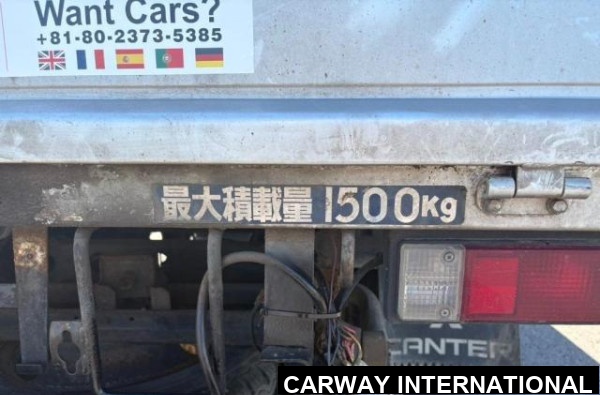 Want Cars?
+81-80-2373-5385
最大積載量 1500Kg
CANTER
CARWAY INTERNATIONAL